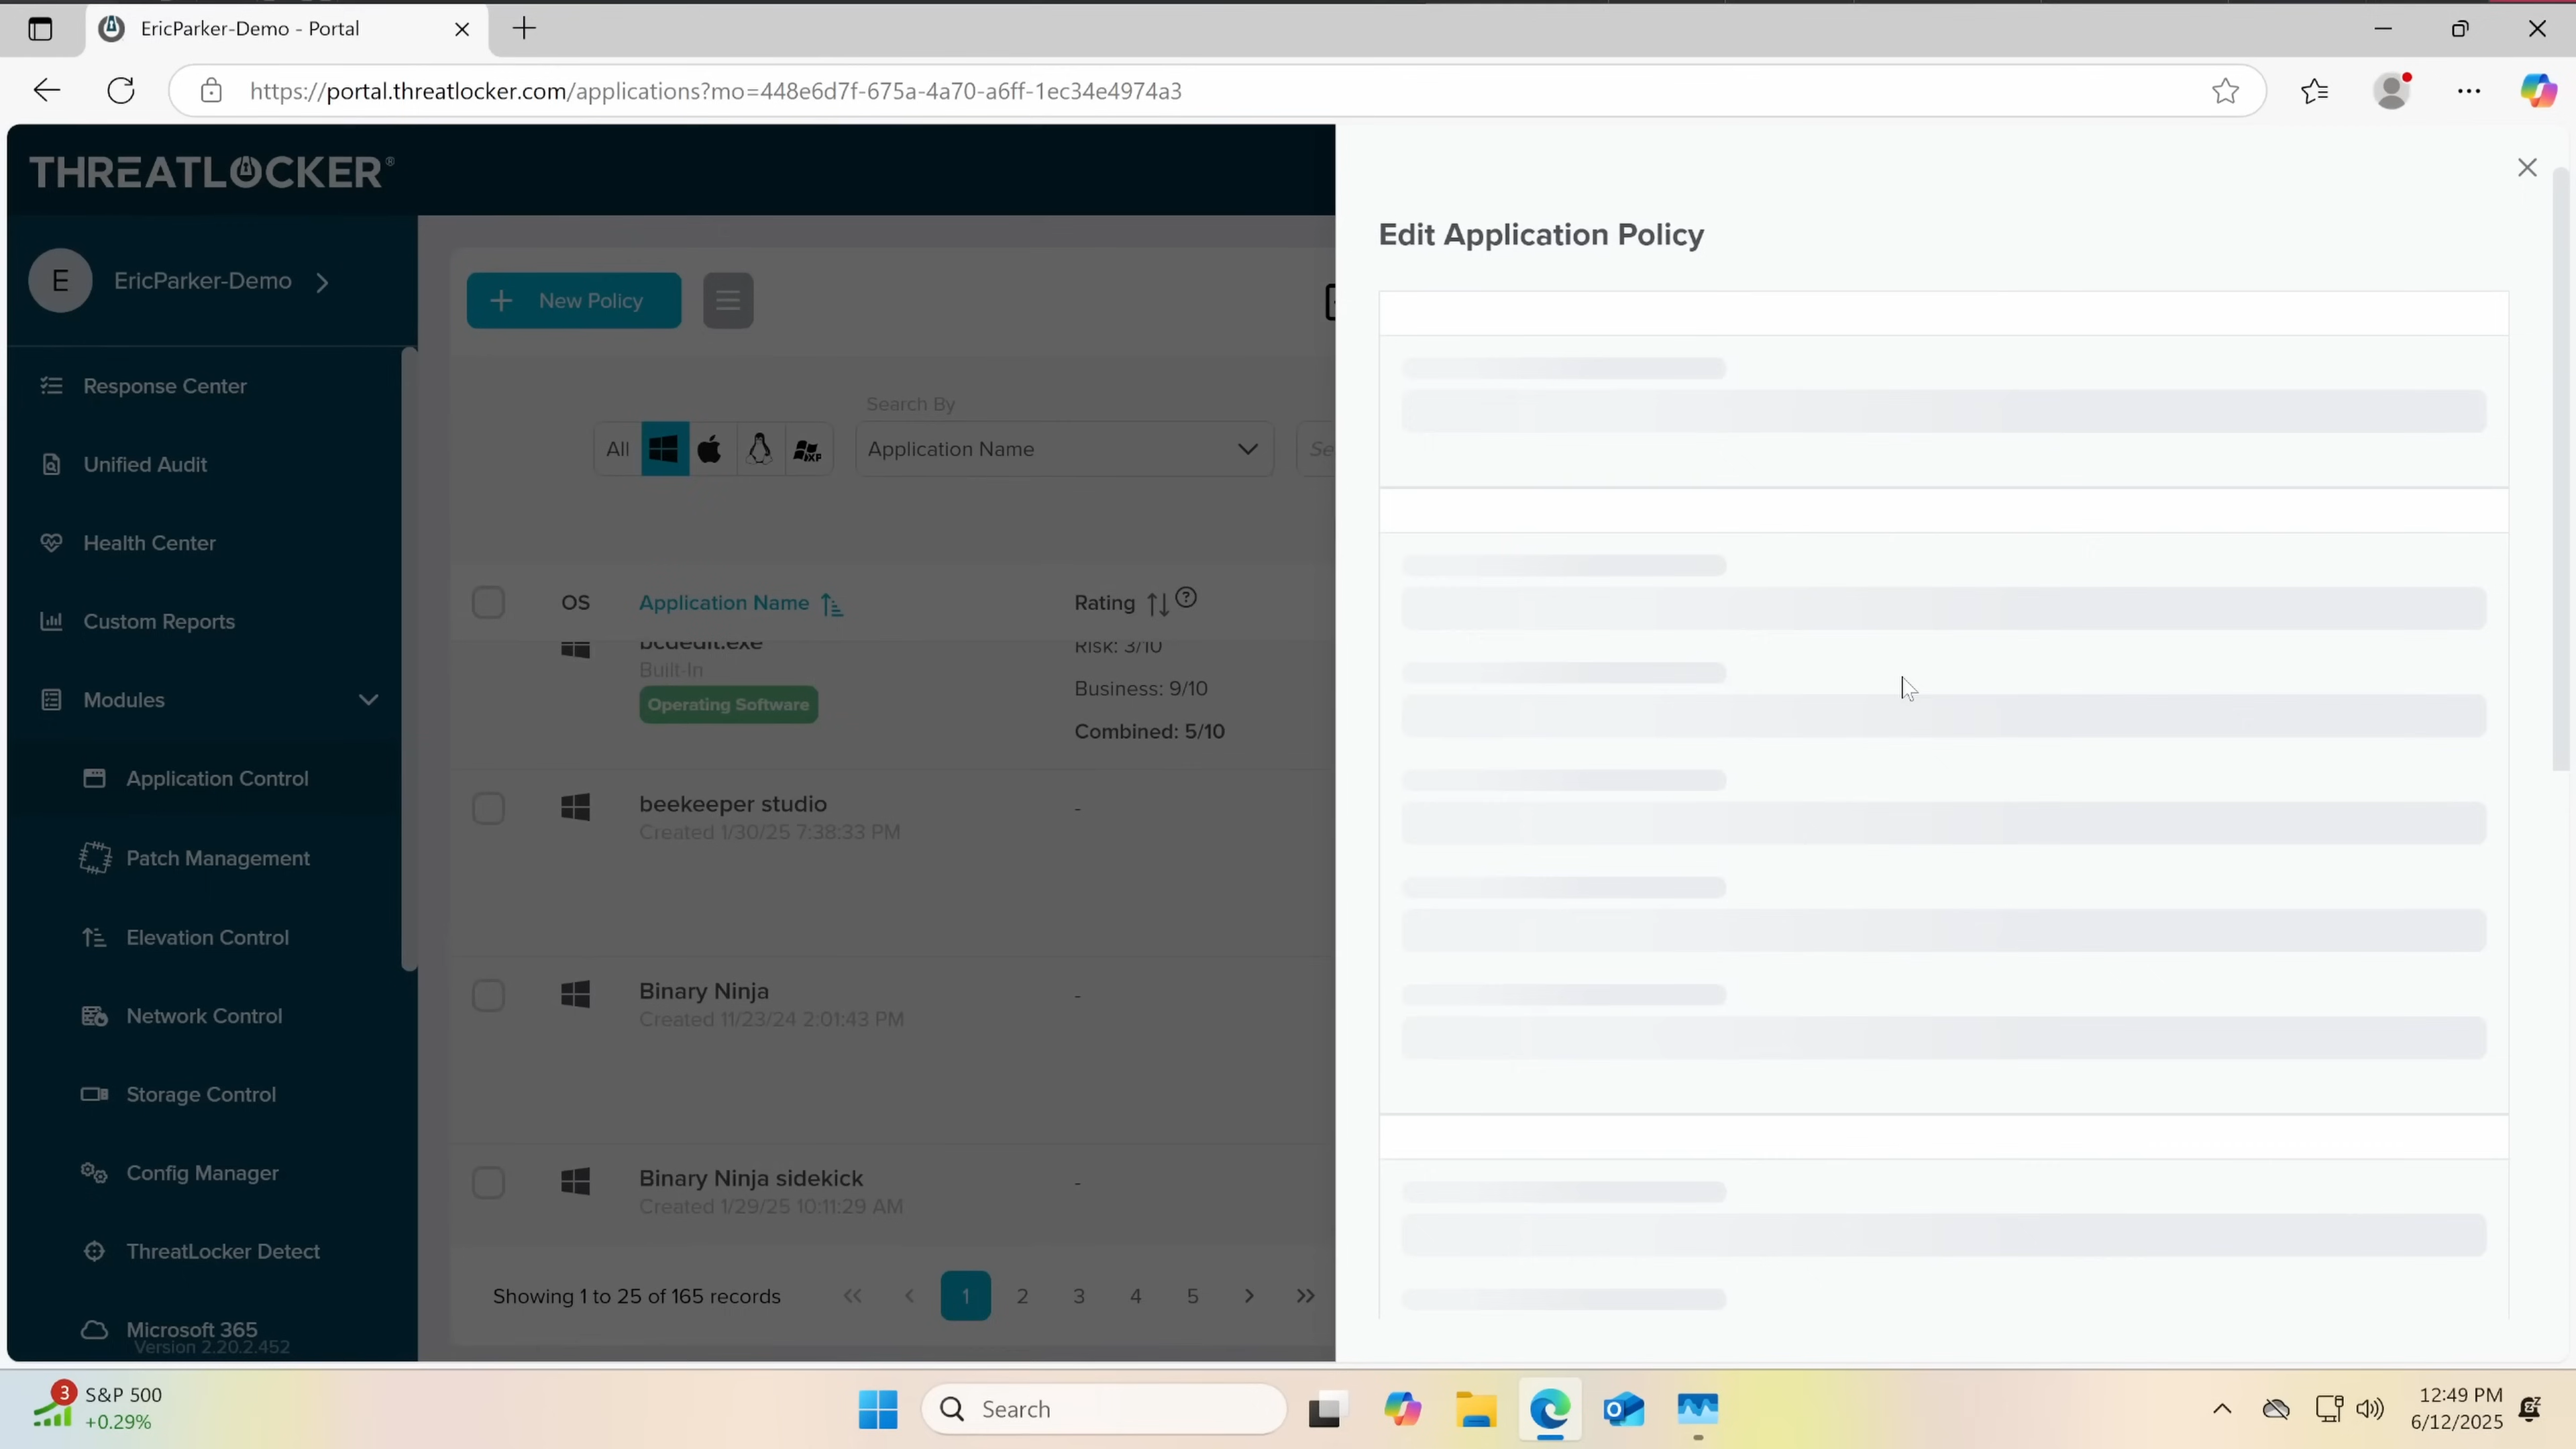 EricParker-Demo - Portal
https://portal.threatlocker.com/applications?mo=448e6d7f-675a-4a70-a6ff-1ec34e4974a3
THREATLOCKER®
E EricParker-Demo
Response Center
Unified Audit
Health Center
Custom Reports
Modules
Application Control
Patch Management
Elevation Control
Network Control
Storage Control
Config Manager
ThreatLocker Detect
Microsoft 365
Version 2.20.2.452
New Policy
Search By
All
XP
Application Name
Se
OS Application Name Rating ?
bcdedit.exe Risk: 3/10
Built-In
Business: 9/10
Operating Software
Combined: 5/10
beekeeper studio -
Created 1/30/25 7:38:33 PM
Binary Ninja -
Created 11/23/24 2:01:43 PM
Binary Ninja sidekick -
Created 1/29/25 10:11:29 AM
Showing 1 to 25 of 165 records 1 2 3 4 5
Edit Application Policy
3
S&P 500
+0.29%
Search
12:49 PM
6/12/2025